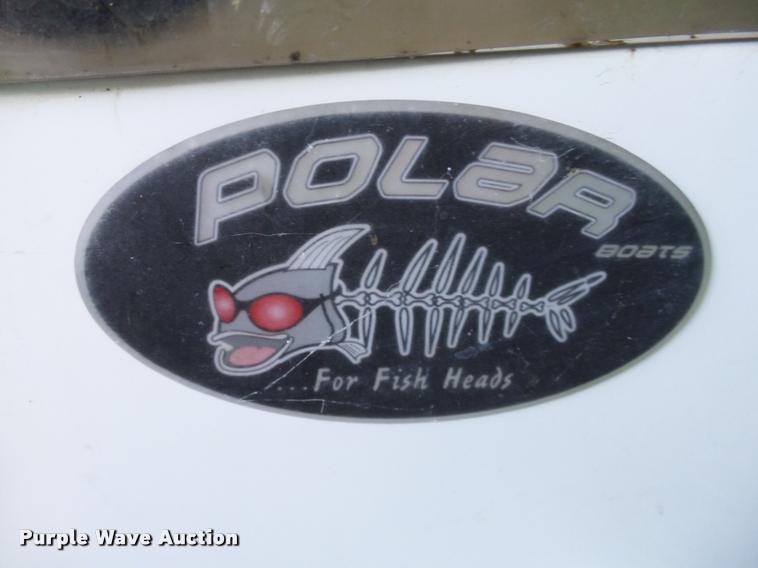 POLAR
BOATS
....For Fish Heads
Purple Wave Auction